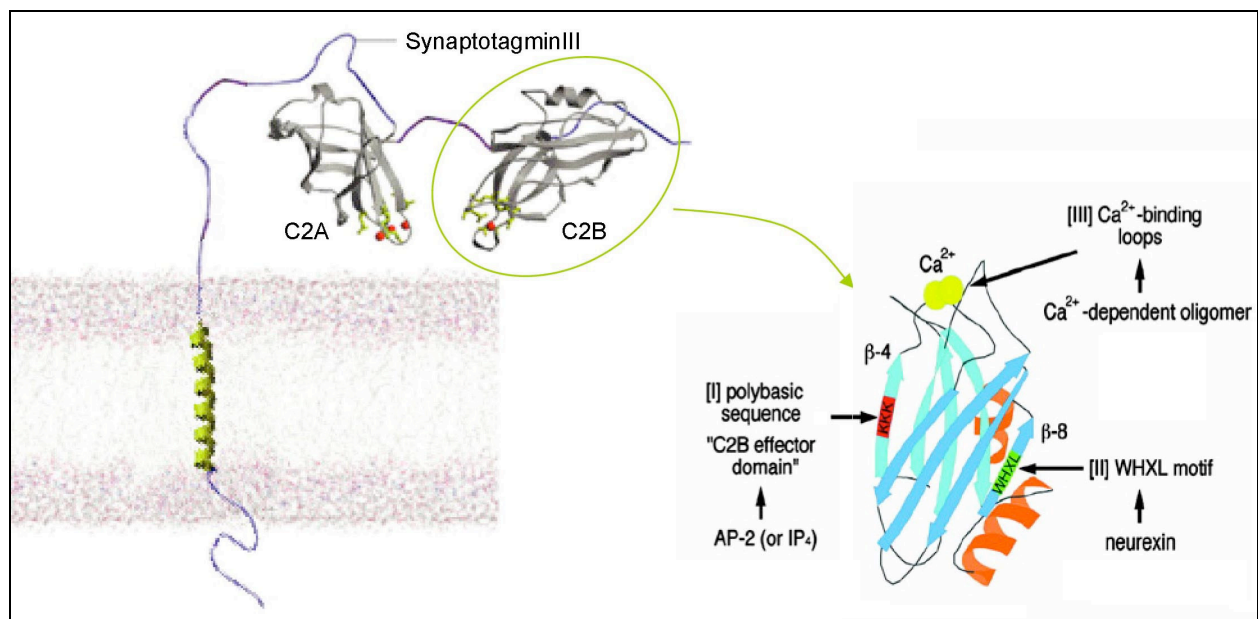 SynaptotagminIII
C2A
C2B
[III] Ca²⁺-binding
loops
Ca²⁺
Ca²⁺-dependent oligomer
β-4
[I] polybasic
sequence
KKK
"C2B effector
domain"
β-8
WHXL
[II] WHXL motif
AP-2 (or IP₄)
neurexin